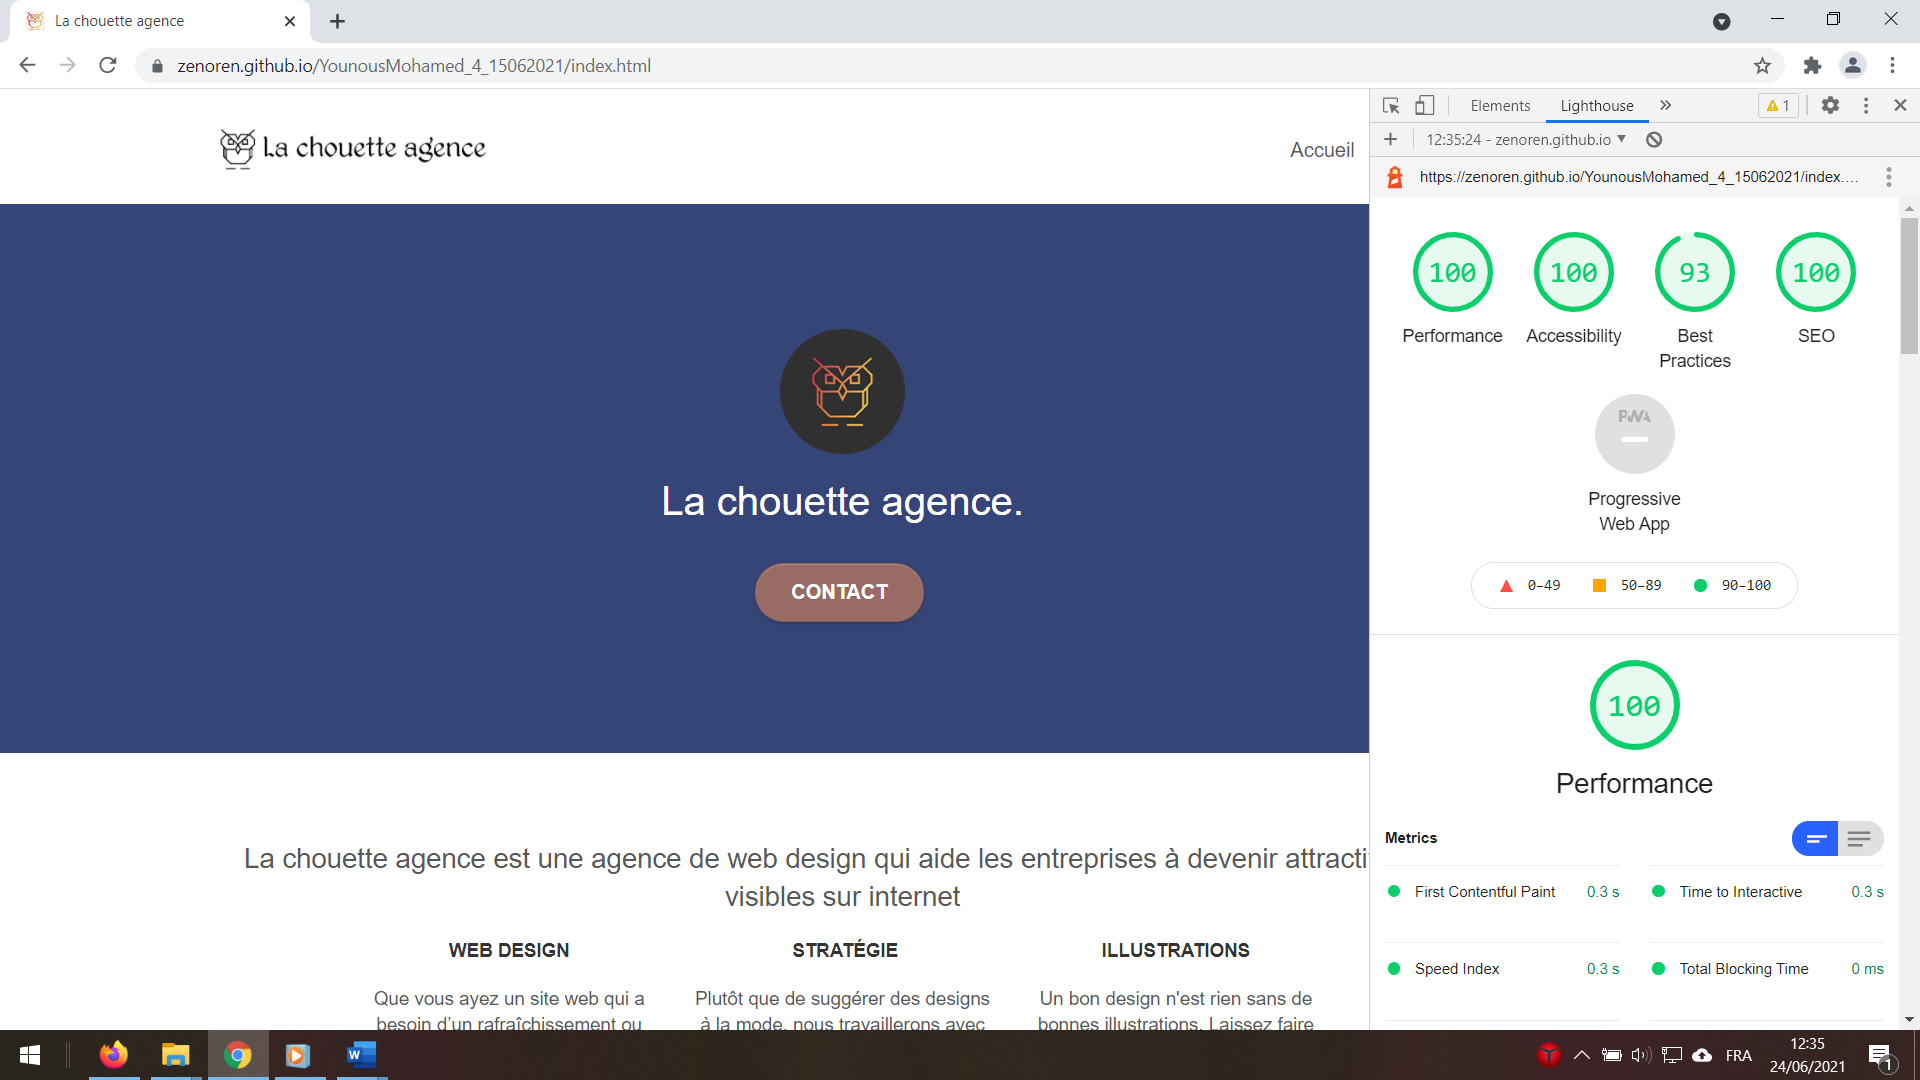 La chouette agence
zenoren.github.io/YounousMohamed_4_15062021/index.html
La chouette agence
Accueil
La chouette agence.
CONTACT
La chouette agence est une agence de web design qui aide les entreprises à devenir attracti
visibles sur internet
WEB DESIGN
Que vous ayez un site web qui a
besoin d’un rafraîchissement ou
STRATÉGIE
Plutôt que de suggérer des designs
à la mode, nous travaillerons avec
ILLUSTRATIONS
Un bon design n'est rien sans de
bonnes illustrations. Laissez faire
Elements
Lighthouse
1
12:35:24 - zenoren.github.io
https://zenoren.github.io/YounousMohamed_4_15062021/index.…
100
Performance
100
Accessibility
93
Best
Practices
100
SEO
PWA
Progressive
Web App
0–49
50–89
90–100
100
Performance
Metrics
First Contentful Paint 0.3 s
Time to Interactive 0.3 s
Speed Index 0.3 s
Total Blocking Time 0 ms
W
FRA
12:35
24/06/2021
1